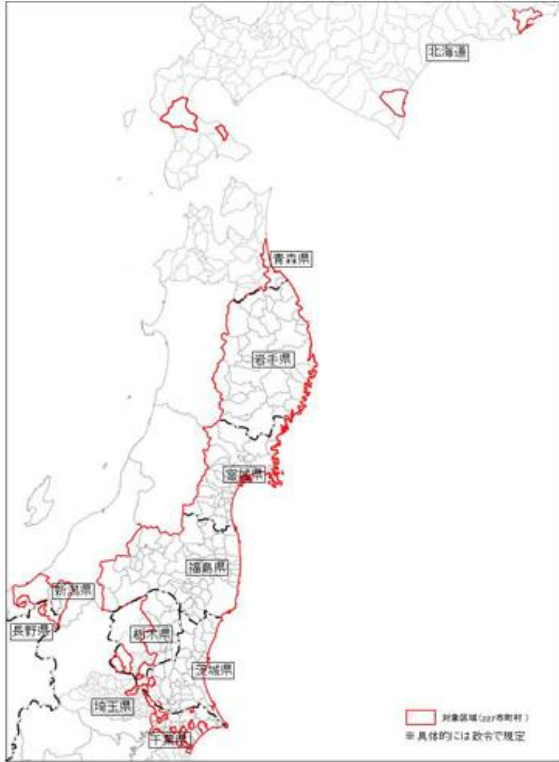 北海道
青森県
岩手県
宮城県
福島県
新潟県
長野県
栃木県
茨城県
埼玉県
千葉県
対象区域(227市町村)
※具体的には政令で規定